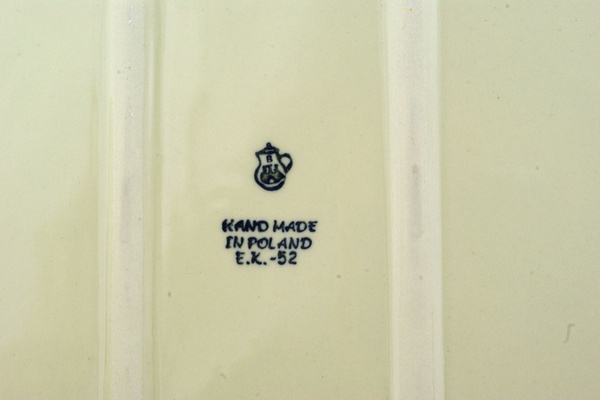 B
HAND MADE
IN POLAND
E.K.-52